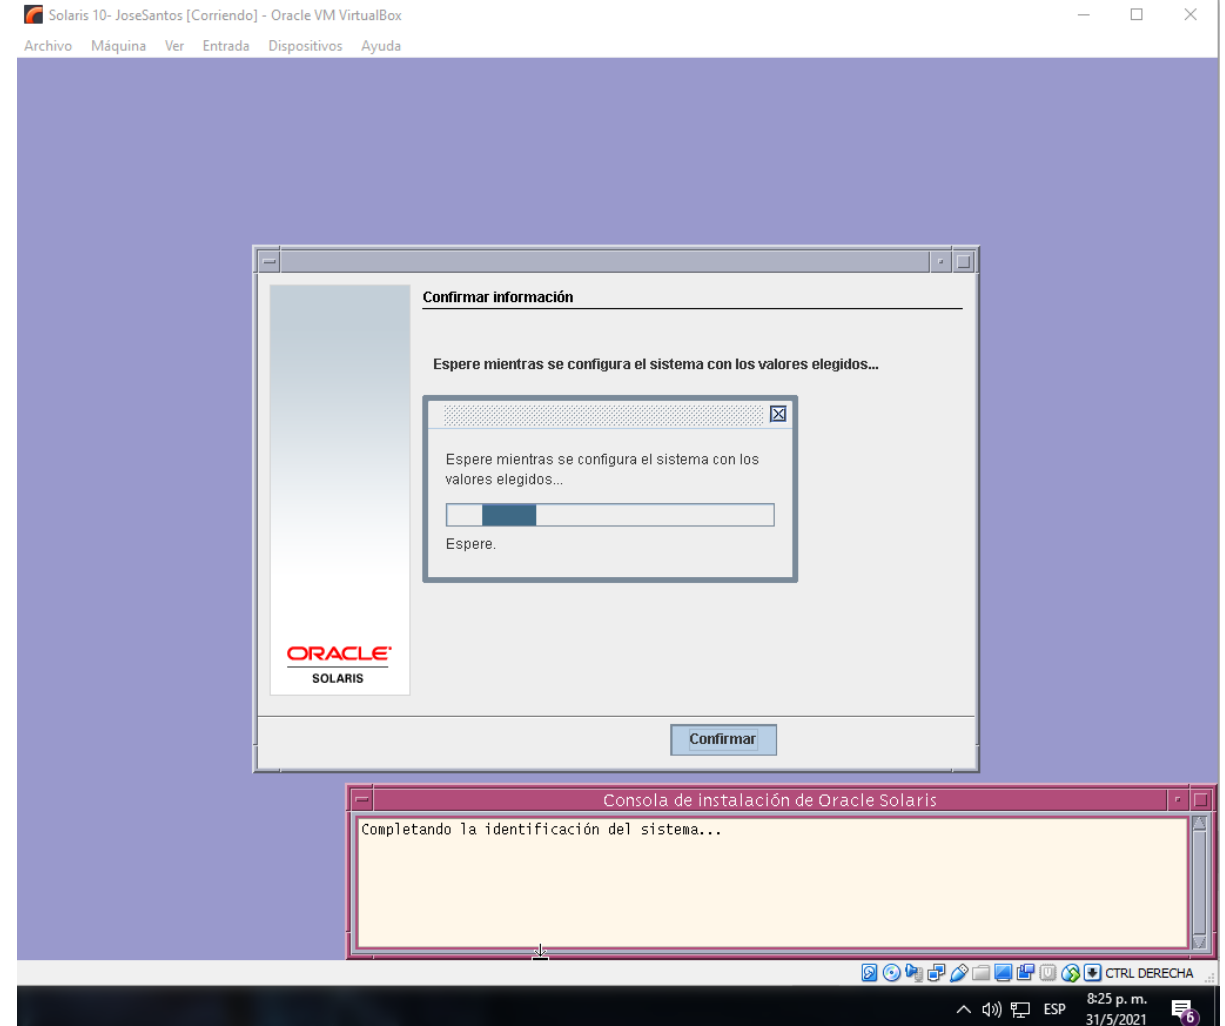 Solaris 10- JoseSantos [Corriendo] - Oracle VM VirtualBox
Archivo Máquina Ver Entrada Dispositivos Ayuda
Confirmar información
Espere mientras se configura el sistema con los valores elegidos...
Espere mientras se configura el sistema con los
valores elegidos...
Espere.
ORACLE
SOLARIS
Confirmar
Consola de instalación de Oracle Solaris
Completando la identificación del sistema...
CTRL DERECHA
ESP
8:25 p. m.
31/5/2021
6